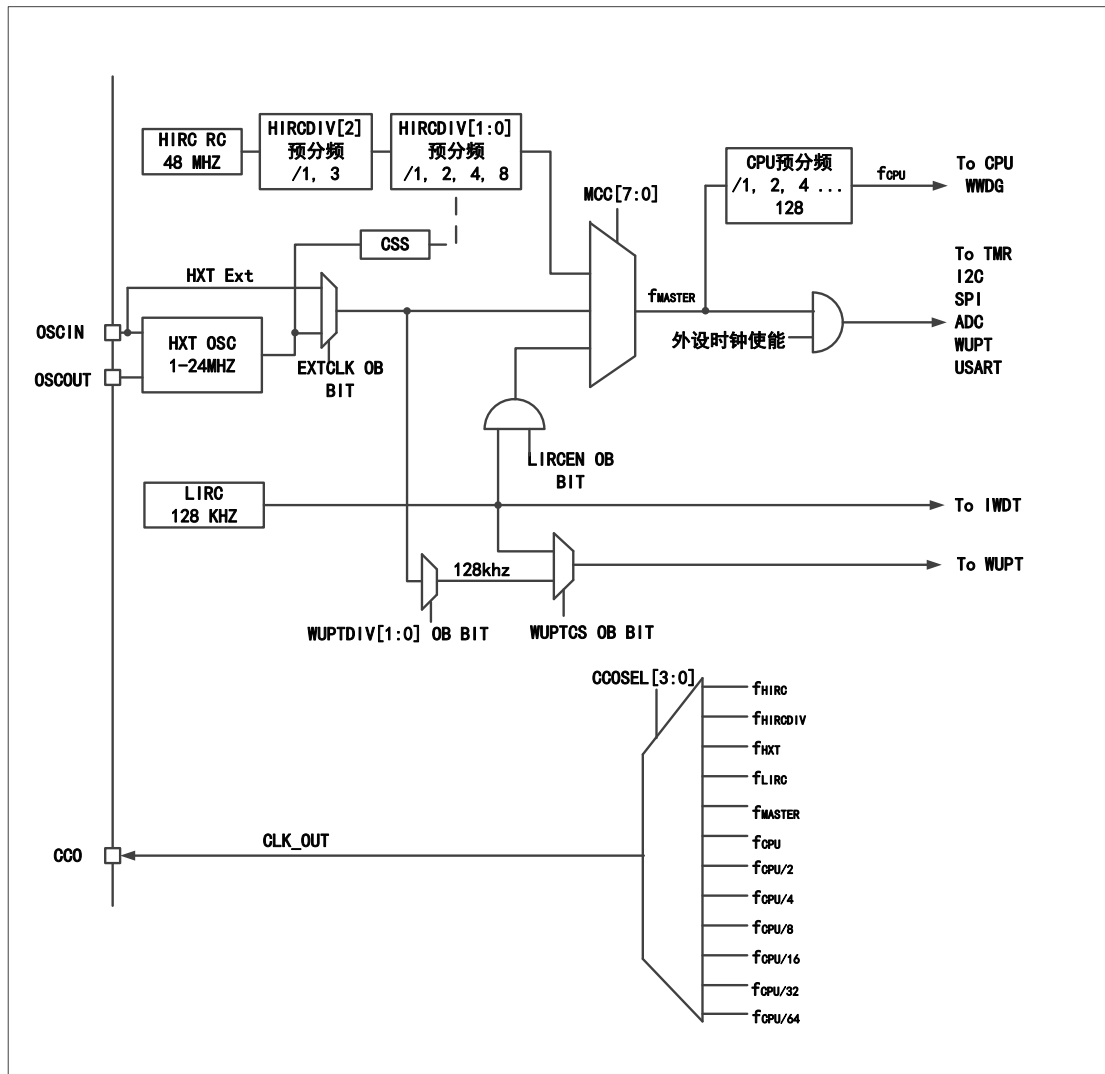 HIRC RC
48 MHZ
HIRCDIV[2]
预分频
/1, 3
HIRCDIV[1:0]
预分频
/1, 2, 4, 8
CSS
MCC[7:0]
CPU预分频
/1, 2, 4 ...
128
fCPU
To CPU
WWDG
HXT Ext
OSCIN
HXT OSC
1-24MHZ
OSCOUT
EXTCLK OB
BIT
fMASTER
外设时钟使能
To TMR
I2C
SPI
ADC
WUPT
USART
LIRCEN OB
BIT
LIRC
128 KHZ
To IWDT
128khz
To WUPT
WUPTDIV[1:0] OB BIT
WUPTCS OB BIT
CCOSEL[3:0]
fHIRC
fHIRCDIV
fHXT
fLIRC
fMASTER
fCPU
fCPU/2
fCPU/4
fCPU/8
fCPU/16
fCPU/32
fCPU/64
CLK_OUT
CCO